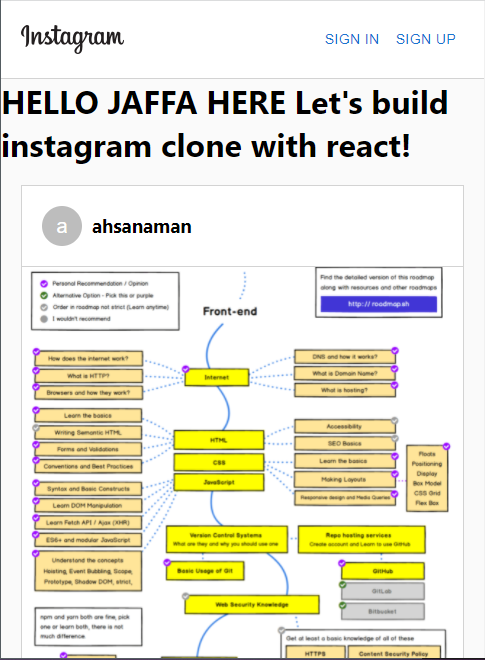 Instagram
SIGN IN SIGN UP
HELLO JAFFA HERE Let's build
instagram clone with react!
a ahsanaman
Personal Recommendation / Opinion
Alternative Option - Pick this or purple
Order in roadmap not strict (Learn anytime)
I wouldn't recommend
Find the detailed version of this roadmap
along with resources and other roadmaps
http:// roadmap.sh
Front-end
How does the internet work?
What is HTTP?
Browsers and how they work?
Internet
DNS and how it works?
What is Domain Name?
What is hosting?
Learn the basics
Writing Semantic HTML
Forms and Validations
Conventions and Best Practices
HTML
CSS
JavaScript
Accessibility
SEO Basics
Learn the basics
Making Layouts
Responsive design and Media Queries
Floats
Positioning
Display
Box Model
CSS Grid
Flex Box
Syntax and Basic Constructs
Learn DOM Manipulation
Learn Fetch API / Ajax (XHR)
ES6+ and modular JavaScript
Understand the concepts
Hoisting, Event Bubbling, Scope,
Prototype, Shadow DOM, strict,
Version Control Systems
What are they and why you should use one
Repo hosting services
Create account and Learn to use GitHub
Basic Usage of Git
GitHub
GitLab
Bitbucket
Web Security Knowledge
npm and yarn both are fine, pick
one or learn both, there is not
much difference.
Get at least a basic knowledge of all of these
HTTPS
Content Security Policy